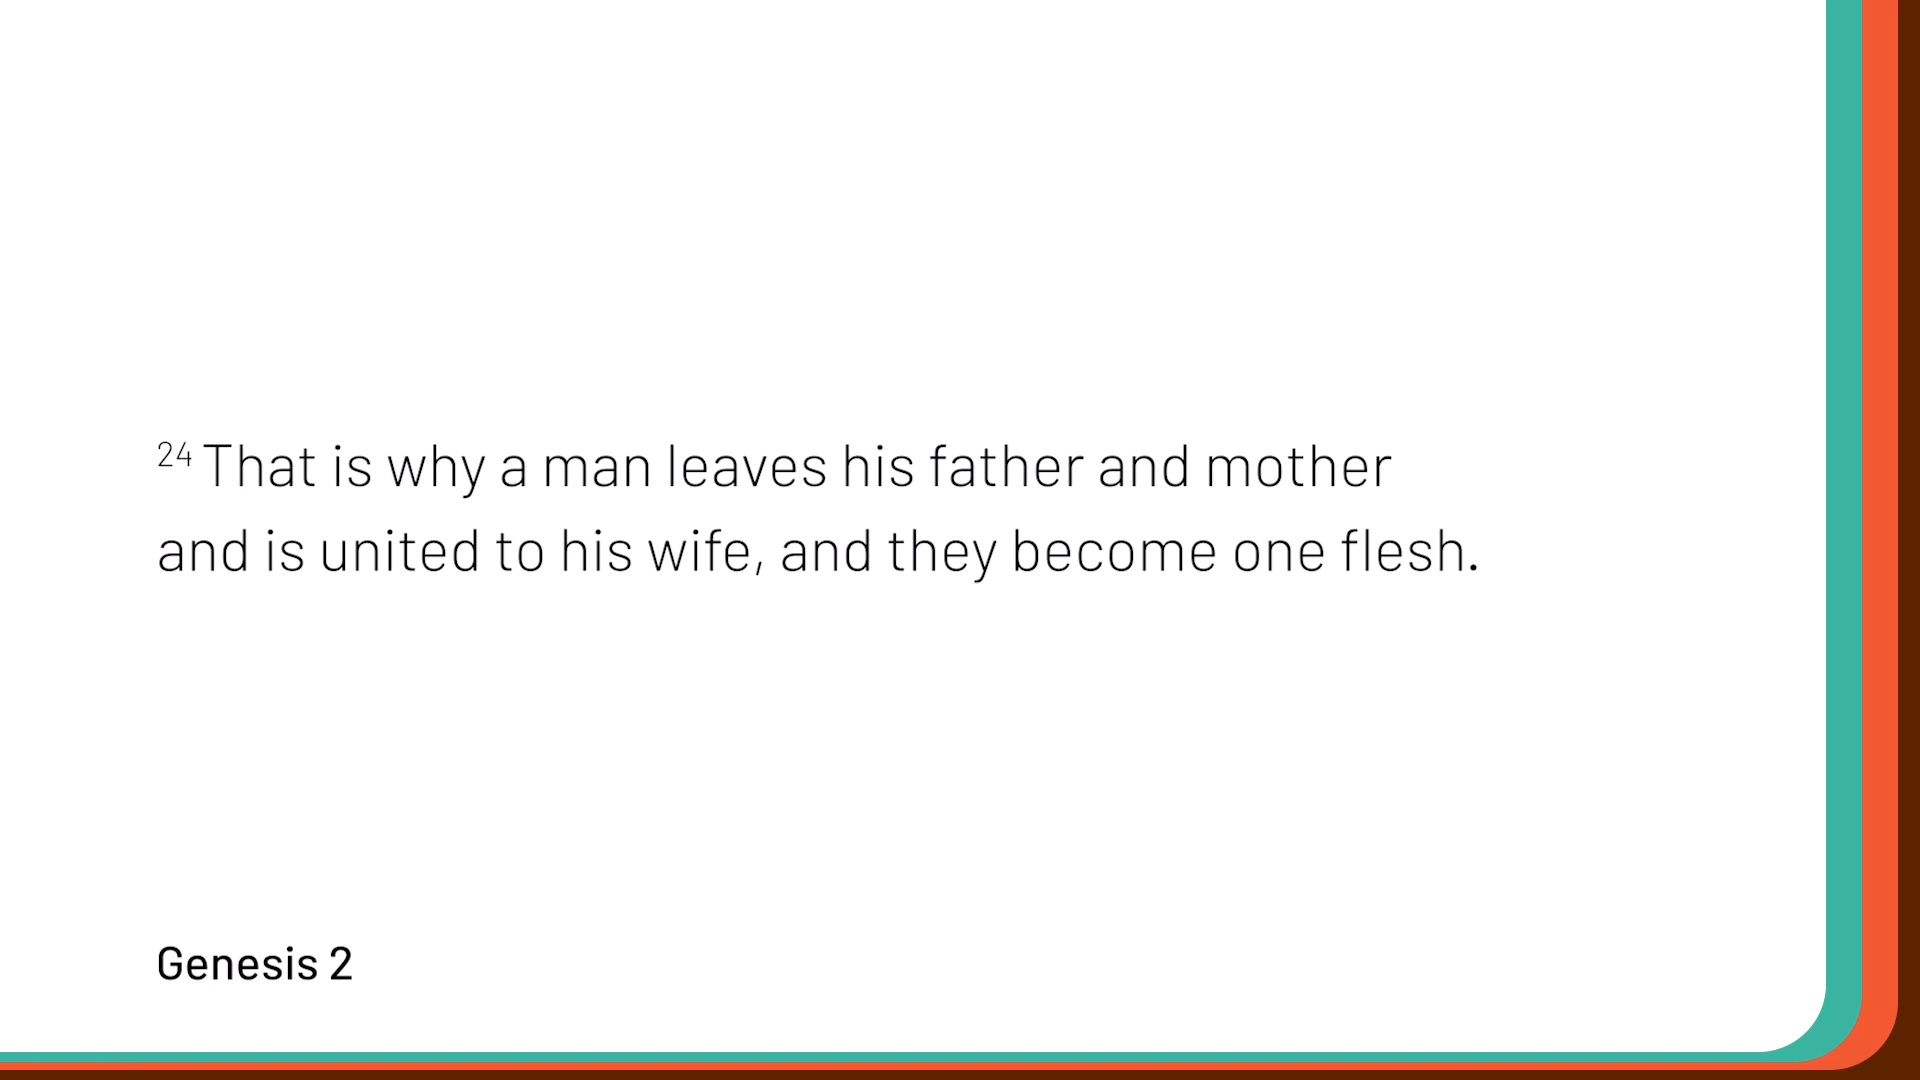 24 That is why a man leaves his father and mother
and is united to his wife, and they become one flesh.
Genesis 2